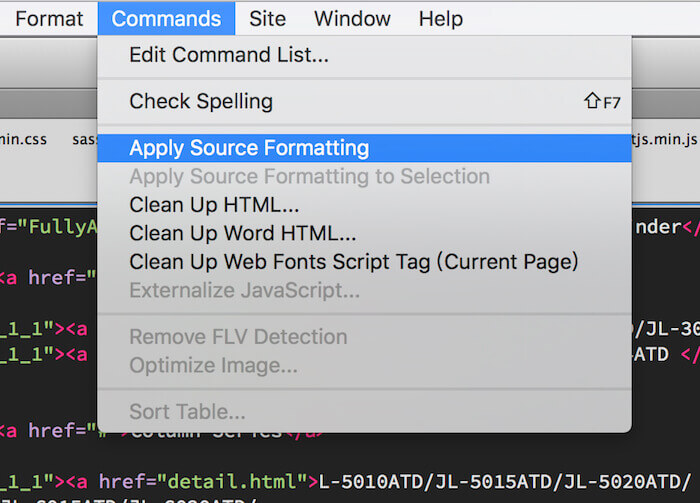 Format Commands Site Window Help
Edit Command List...
Check Spelling ⇧F7
min.css sass tjs.min.js
Apply Source Formatting
Apply Source Formatting to Selection
Clean Up HTML...
f="FullyA nder</
Clean Up Word HTML...
Clean Up Web Fonts Script Tag (Current Page)
<a href="
Externalize JavaScript...
_1_1"><a D/JL-30
Remove FLV Detection
_1_1"><a ATD </
Optimize Image...
Sort Table...
<a href="#">Column Series</a>
_1_1"><a href="detail.html">L-5010ATD/JL-5015ATD/JL-5020ATD/